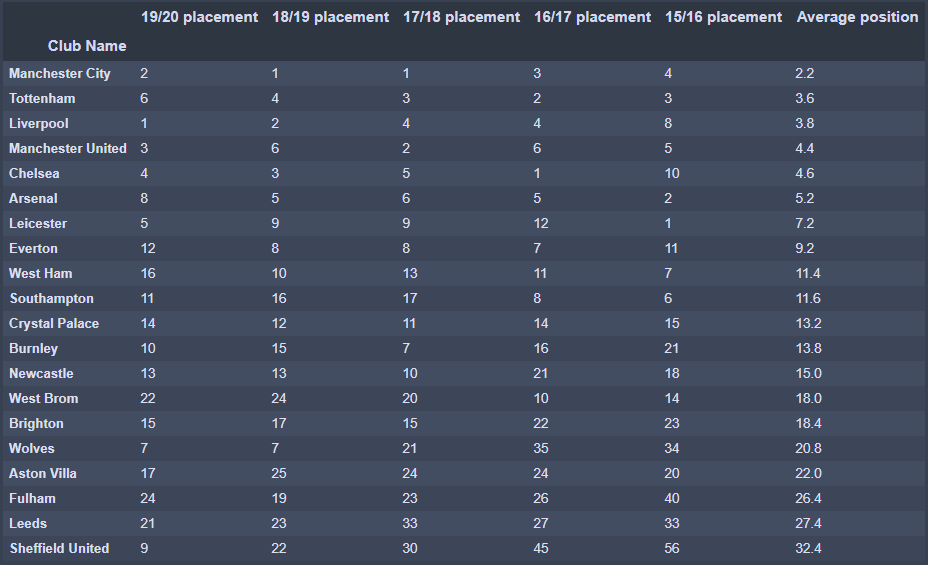 19/20 placement 18/19 placement 17/18 placement 16/17 placement 15/16 placement Average position
Club Name
Manchester City 2 1 1 3 4 2.2
Tottenham 6 4 3 2 3 3.6
Liverpool 1 2 4 4 8 3.8
Manchester United 3 6 2 6 5 4.4
Chelsea 4 3 5 1 10 4.6
Arsenal 8 5 6 5 2 5.2
Leicester 5 9 9 12 1 7.2
Everton 12 8 8 7 11 9.2
West Ham 16 10 13 11 7 11.4
Southampton 11 16 17 8 6 11.6
Crystal Palace 14 12 11 14 15 13.2
Burnley 10 15 7 16 21 13.8
Newcastle 13 13 10 21 18 15.0
West Brom 22 24 20 10 14 18.0
Brighton 15 17 15 22 23 18.4
Wolves 7 7 21 35 34 20.8
Aston Villa 17 25 24 24 20 22.0
Fulham 24 19 23 26 40 26.4
Leeds 21 23 33 27 33 27.4
Sheffield United 9 22 30 45 56 32.4